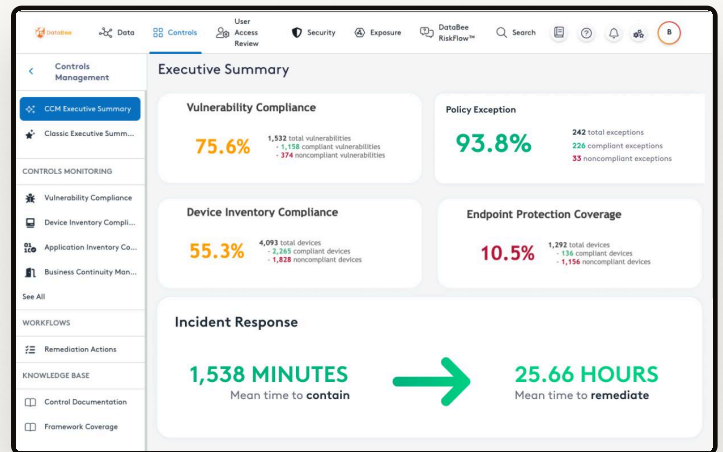 DataBee
Data
Controls
User
Access
Review
Security
Exposure
DataBee
RiskFlow™
Search
B
Controls
Management
CCM Executive Summary
Classic Executive Summ...
CONTROLS MONITORING
Vulnerability Compliance
Device Inventory Compli...
Application Inventory Co...
Business Continuity Man...
See All
WORKFLOWS
Remediation Actions
KNOWLEDGE BASE
Control Documentation
Framework Coverage
Executive Summary
Vulnerability Compliance
75.6%
1,532 total vulnerabilities
- 1,158 compliant vulnerabilities
- 374 noncompliant vulnerabilities
Policy Exception
93.8%
242 total exceptions
226 compliant exceptions
33 noncompliant exceptions
Device Inventory Compliance
55.3%
4,093 total devices
- 2,265 compliant devices
- 1,828 noncompliant devices
Endpoint Protection Coverage
10.5%
1,292 total devices
- 136 compliant devices
- 1,156 noncompliant devices
Incident Response
1,538 MINUTES
Mean time to contain
25.66 HOURS
Mean time to remediate